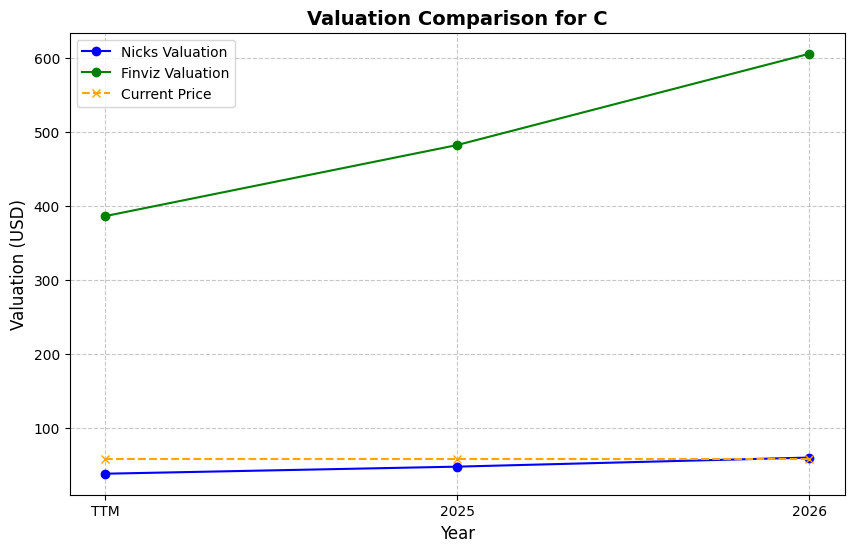 Valuation Comparison for C
Nicks Valuation
Finviz Valuation
Current Price
Valuation (USD)
600
500
400
300
200
100
TTM
2025
2026
Year